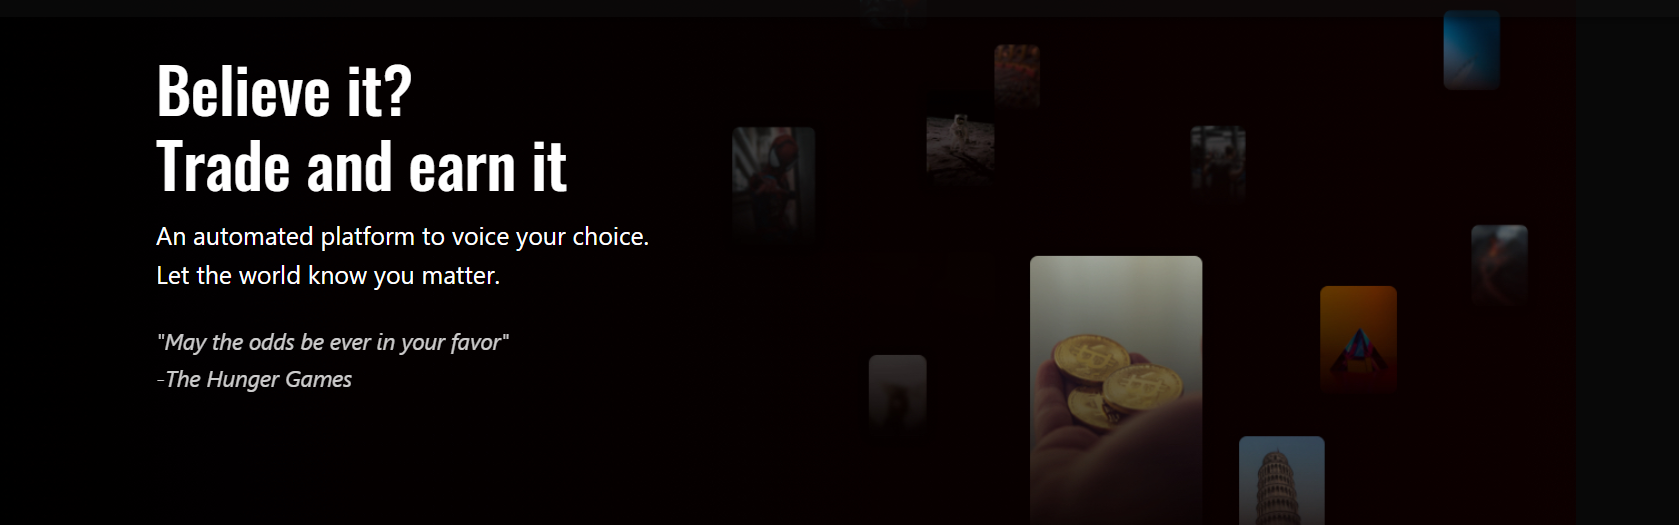 Believe it?
Trade and earn it
An automated platform to voice your choice.
Let the world know you matter.
"May the odds be ever in your favor"
-The Hunger Games